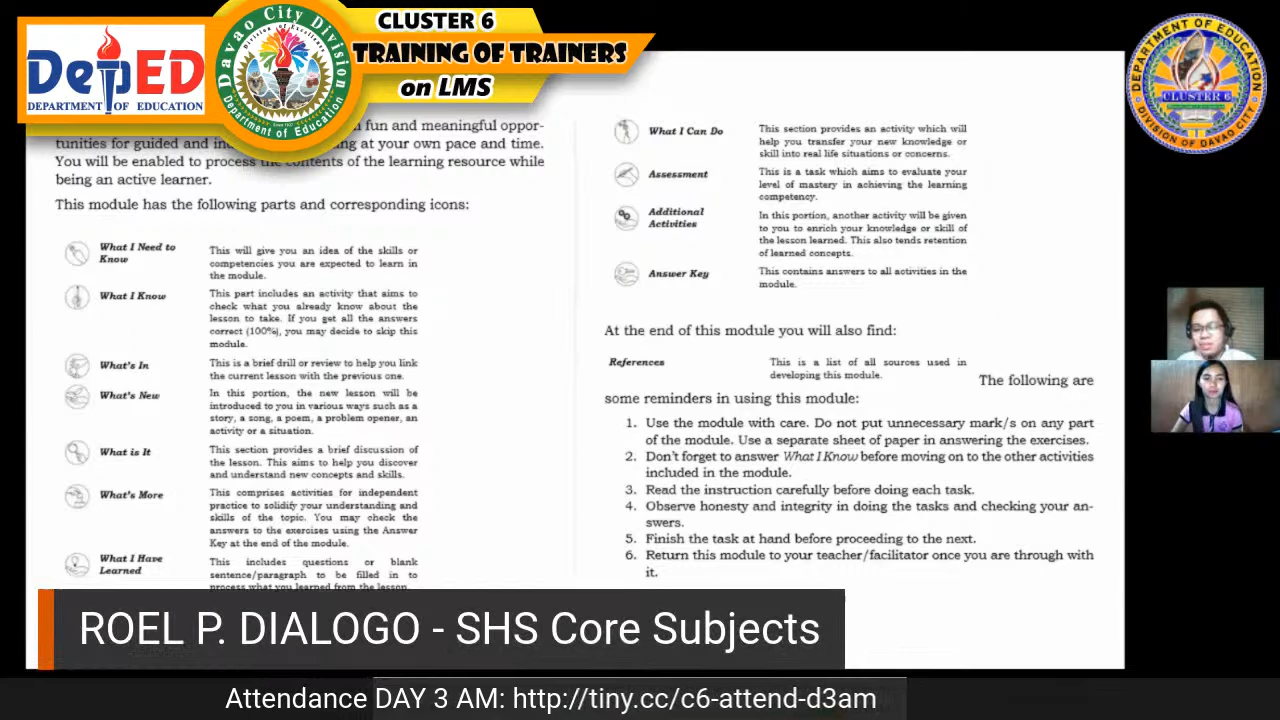 DepED
DEPARTMENT OF EDUCATION
Davao City Division
Division of Excellence
Department of Education
CLUSTER 6
TRAINING OF TRAINERS
on LMS
DEPARTMENT OF EDUCATION
CLUSTER 6
DIVISION OF DAVAO CITY
fun and meaningful oppor-
tunities for guided and at your own pace and time.
You will be enabled to process the contents of the learning resource while
being an active learner.
This module has the following parts and corresponding icons:
What I Need to
Know
This will give you an idea of the skills or
competencies you are expected to learn in
the module.
What I Know
This part includes an activity that aims to
check what you already know about the
lesson to take. If you get all the answers
correct (100%), you may decide to skip this
module.
What's In
This is a brief drill or review to help you link
the current lesson with the previous one.
What's New
In this portion, the new lesson will be
introduced to you in various ways such as a
story, a song, a poem, a problem opener, an
activity or a situation.
What is It
This section provides a brief discussion of
the lesson. This aims to help you discover
and understand new concepts and skills.
What's More
This comprises activities for independent
practice to solidify your understanding and
skills of the topic. You may check the
answers to the exercises using the Answer
Key at the end of the module.
What I Have
Learned
This includes questions or blank
sentence/paragraph to be filled in to
process what you learned from the lesson.
What I Can Do
This section provides an activity which will
help you transfer your new knowledge or
skill into real life situations or concerns.
Assessment
This is a task which aims to evaluate your
level of mastery in achieving the learning
competency.
Additional
Activities
In this portion, another activity will be given
to you to enrich your knowledge or skill of
the lesson learned. This also tends retention
of learned concepts.
Answer Key
This contains answers to all activities in the
module.
At the end of this module you will also find:
References
This is a list of all sources used in
developing this module.
The following are
some reminders in using this module:
1. Use the module with care. Do not put unnecessary mark/s on any part
of the module. Use a separate sheet of paper in answering the exercises.
2. Don't forget to answer What I Know before moving on to the other activities
included in the module.
3. Read the instruction carefully before doing each task.
4. Observe honesty and integrity in doing the tasks and checking your an-
swers.
5. Finish the task at hand before proceeding to the next.
6. Return this module to your teacher/facilitator once you are through with
it.
ROEL P. DIALOGO - SHS Core Subjects
Attendance DAY 3 AM: http://tiny.cc/c6-attend-d3am